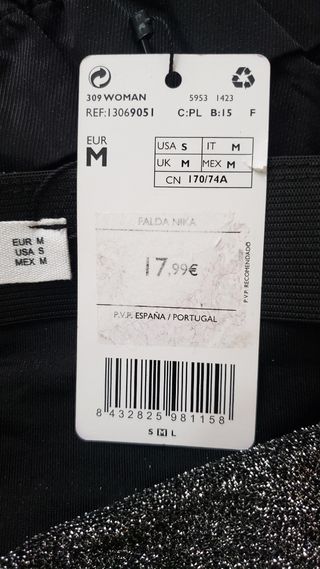 309 WOMAN 5953 1423
REF:13069051 C:PL B:15 F
EUR
M
USA S IT M
UK M MEX M
CN 170/74A
FALDA NIKA
17,99€
P.V.P. ESPAÑA / PORTUGAL
P.V.P. RECOMENDADO
8 432825 981158
S M L
EUR M
USA S
MEX M